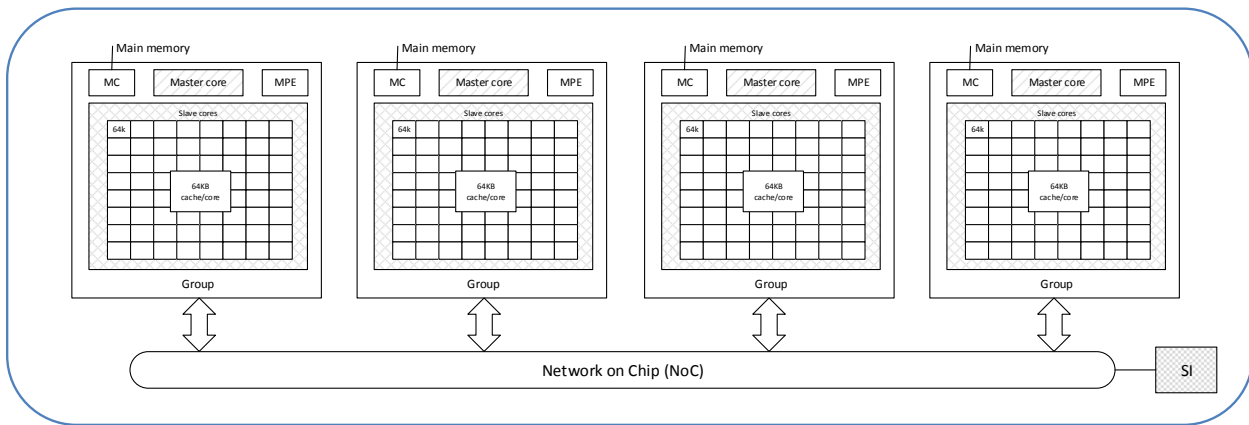 Main memory
Main memory
Main memory
Main memory
MC Master core MPE
MC Master core MPE
MC Master core MPE
MC Master core MPE
Slave cores
Slave cores
Slave cores
Slave cores
64k
64k
64k
64k
64KB
cache/core
64KB
cache/core
64KB
cache/core
64KB
cache/core
Group
Group
Group
Group
Network on Chip (NoC)
SI